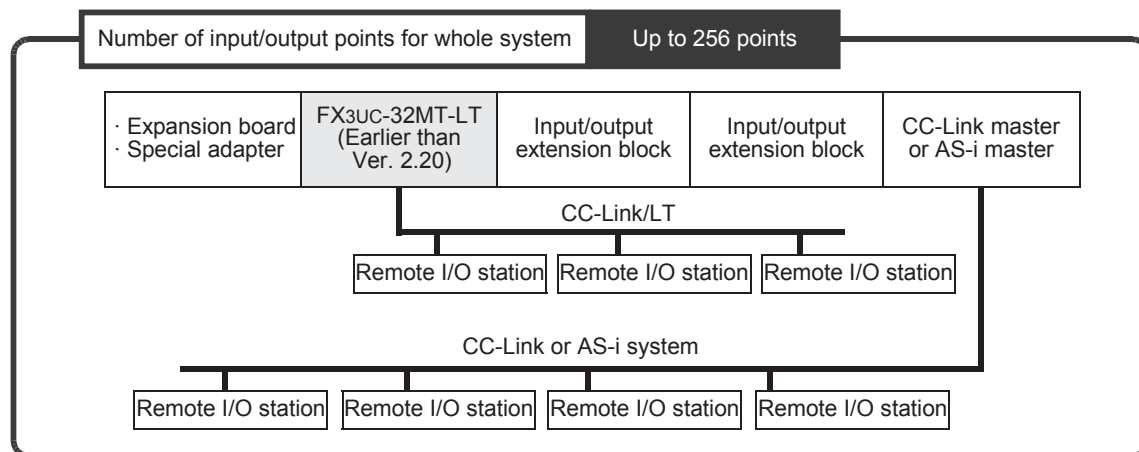 Number of input/output points for whole system Up to 256 points
· Expansion board
· Special adapter
FX3UC-32MT-LT
(Earlier than
Ver. 2.20)
Input/output
extension block
Input/output
extension block
CC-Link master
or AS-i master
CC-Link/LT
Remote I/O station Remote I/O station Remote I/O station
CC-Link or AS-i system
Remote I/O station Remote I/O station Remote I/O station Remote I/O station